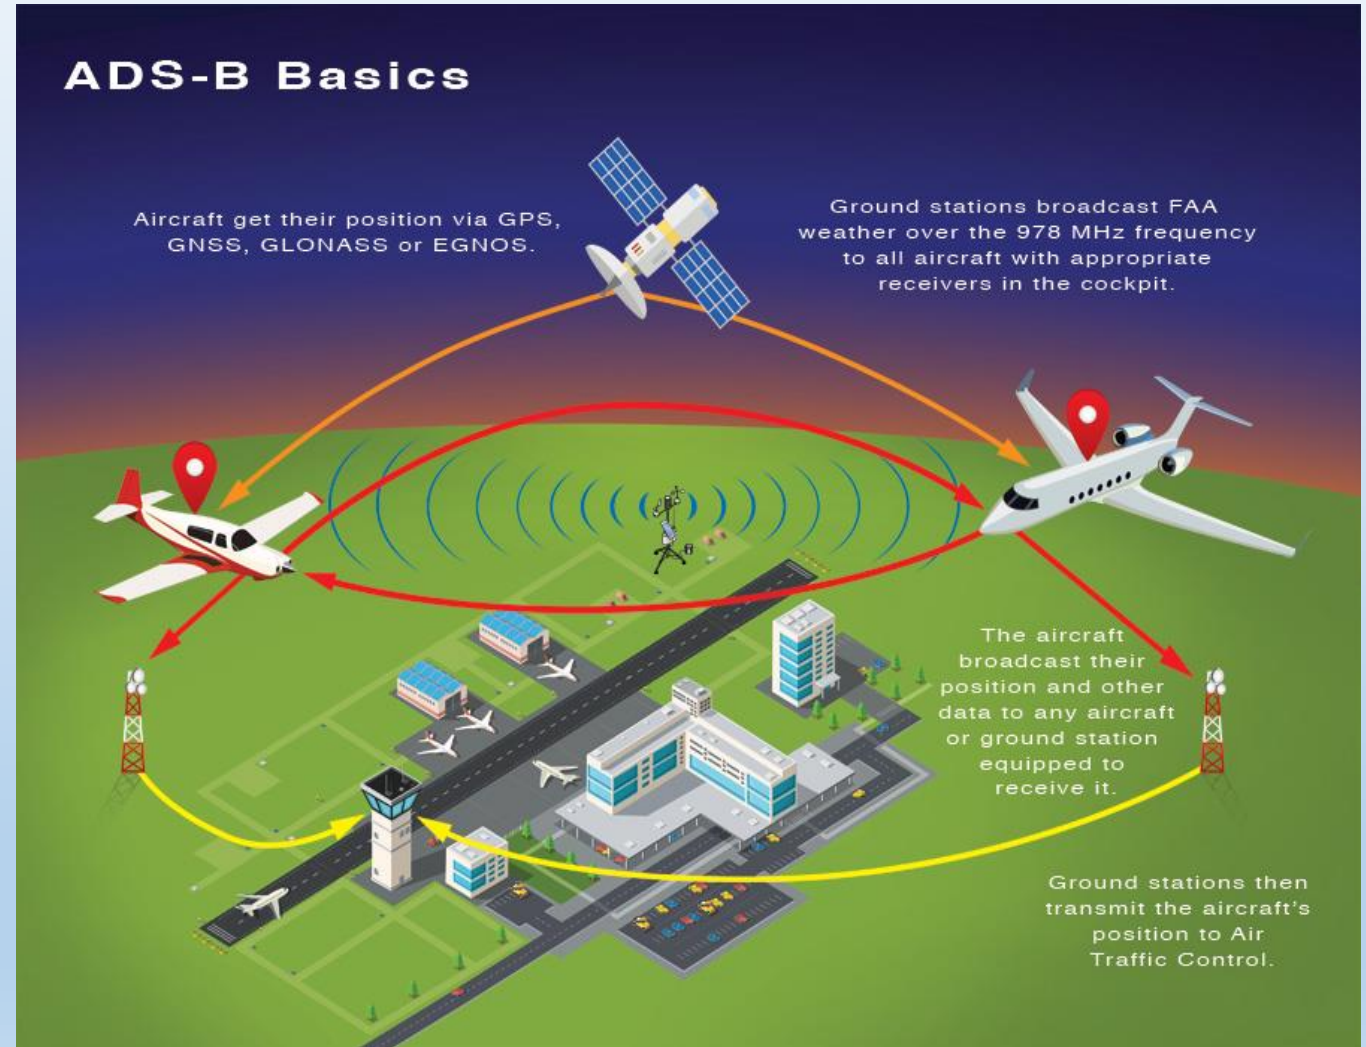 ADS-B Basics
Aircraft get their position via GPS,
GNSS, GLONASS or EGNOS.
Ground stations broadcast FAA
weather over the 978 MHz frequency
to all aircraft with appropriate
receivers in the cockpit.
The aircraft
broadcast their
position and other
data to any aircraft
or ground station
equipped to
receive it.
Ground stations then
transmit the aircraft's
position to Air
Traffic Control.